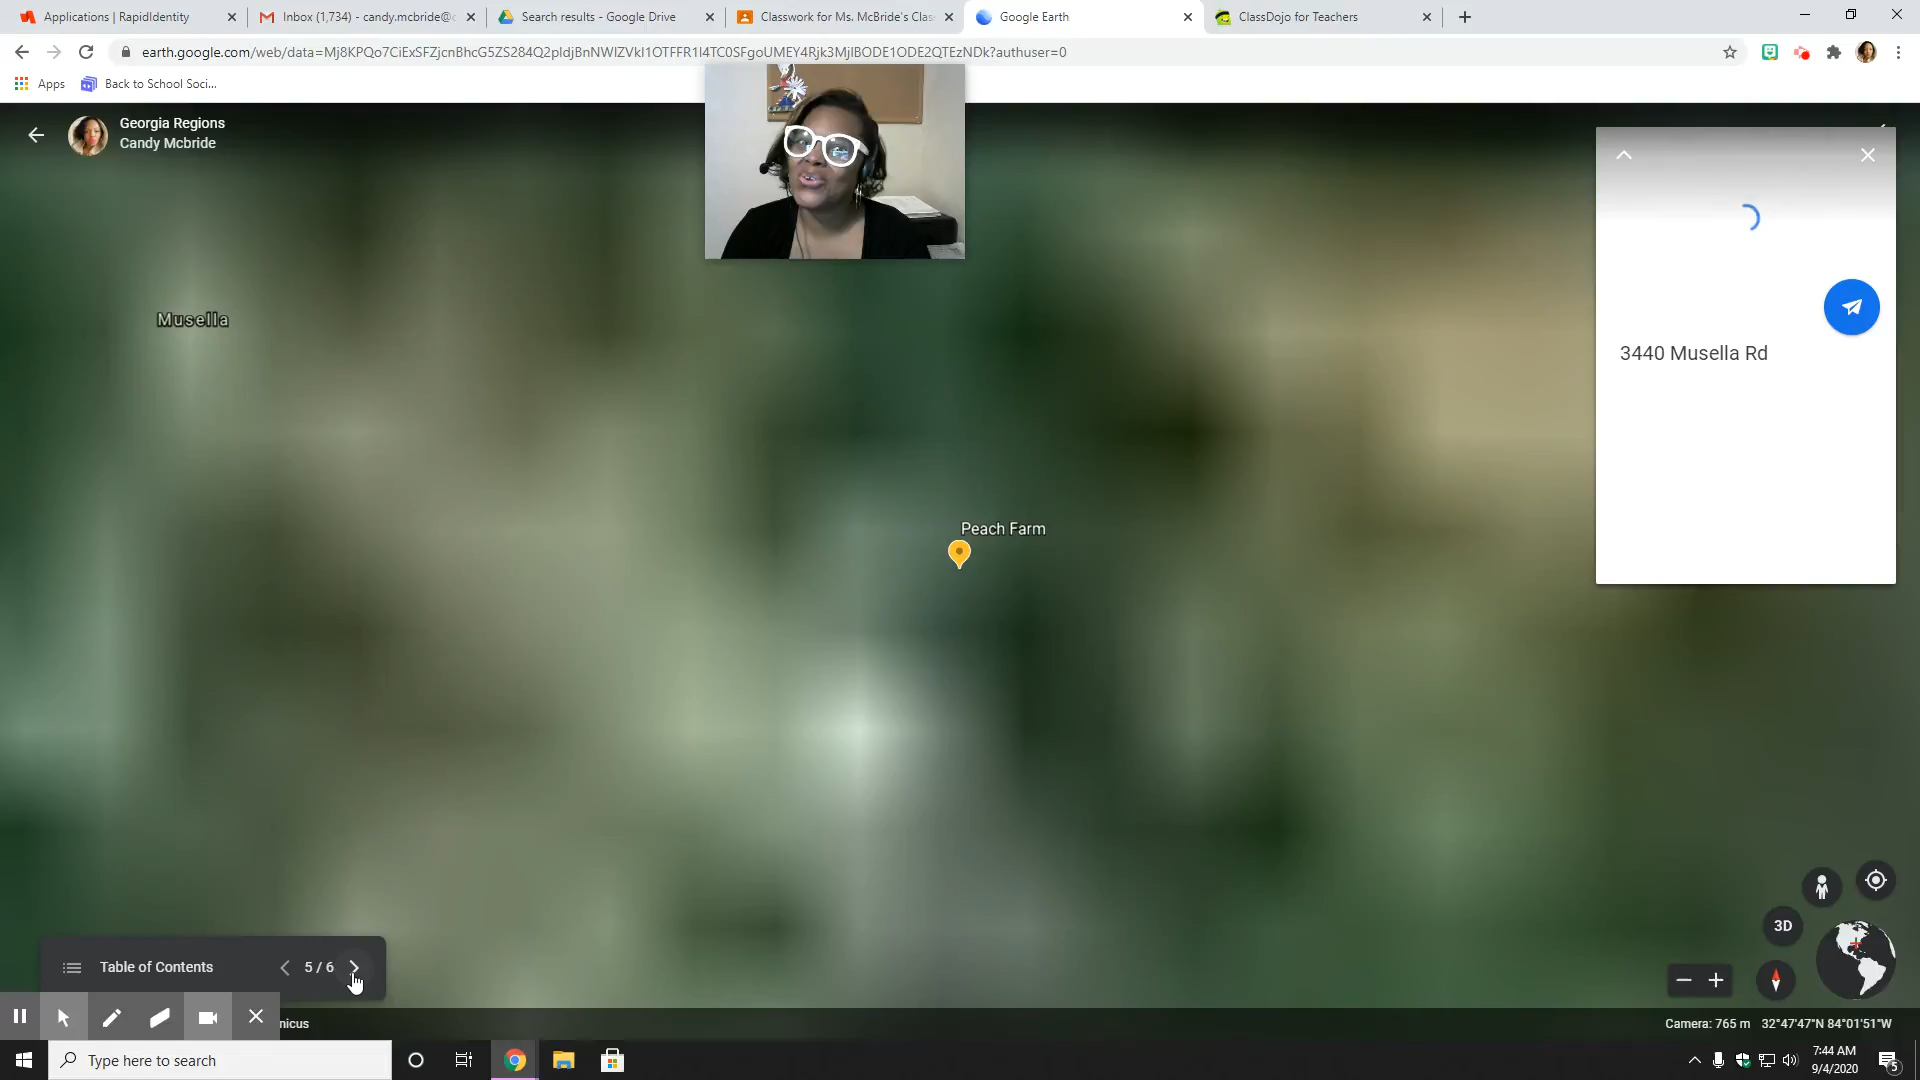 Applications | RapidIdentity
Inbox (1,734) - candy.mcbride@c
Search results - Google Drive
Classwork for Ms. McBride's Clas
Google Earth
ClassDojo for Teachers
earth.google.com/web/data=
?authuser=0
Apps
Back to School Soci...
Georgia Regions
Candy Mcbride
Musella
3440 Musella Rd
Peach Farm
3D
Table of Contents
5 / 6
nicus
Camera: 765 m 32°47'47"N 84°01'51"W
Type here to search
7:44 AM
9/4/2020
5